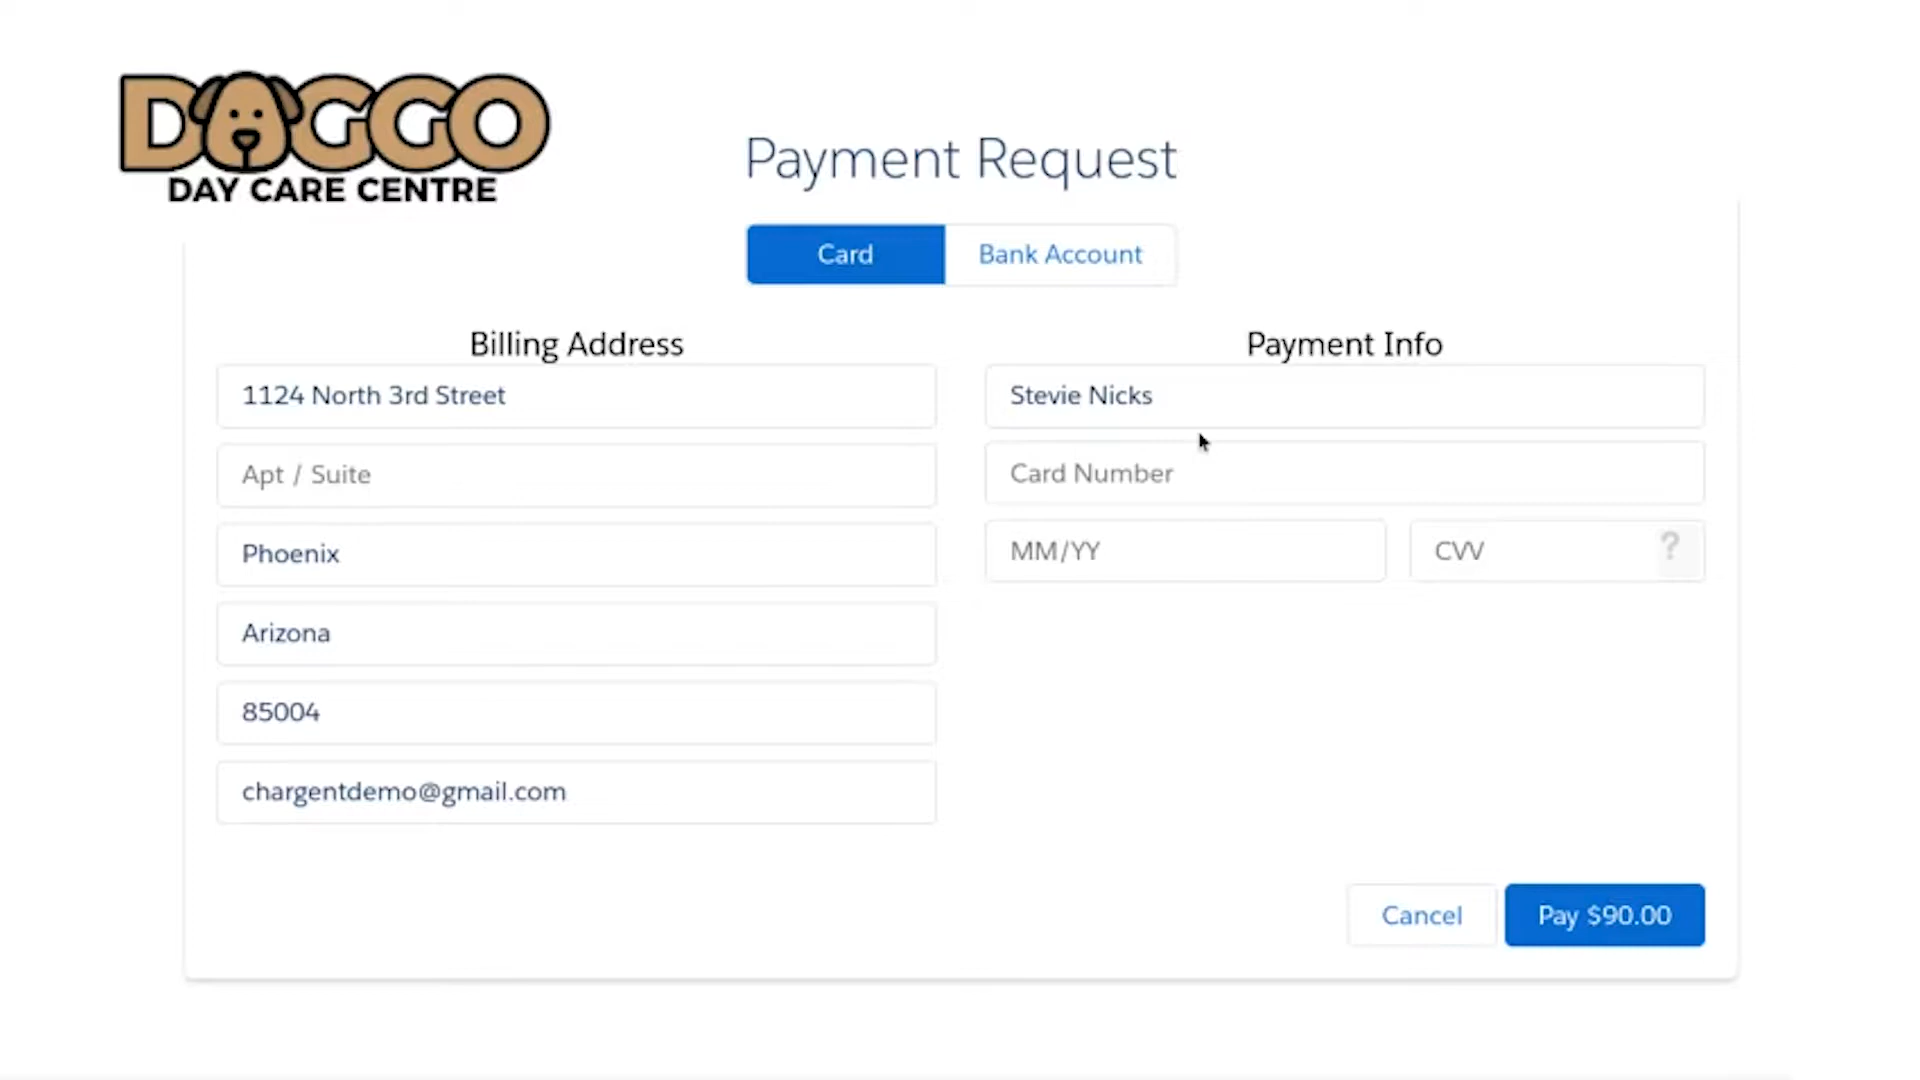 DOGGO
DAY CARE CENTRE
Payment Request
Card
Bank Account
Billing Address
1124 North 3rd Street
Apt / Suite
Phoenix
Arizona
85004
chargentdemo@gmail.com
Payment Info
Stevie Nicks
Card Number
MM/YY
CVV
?
Cancel
Pay $90.00